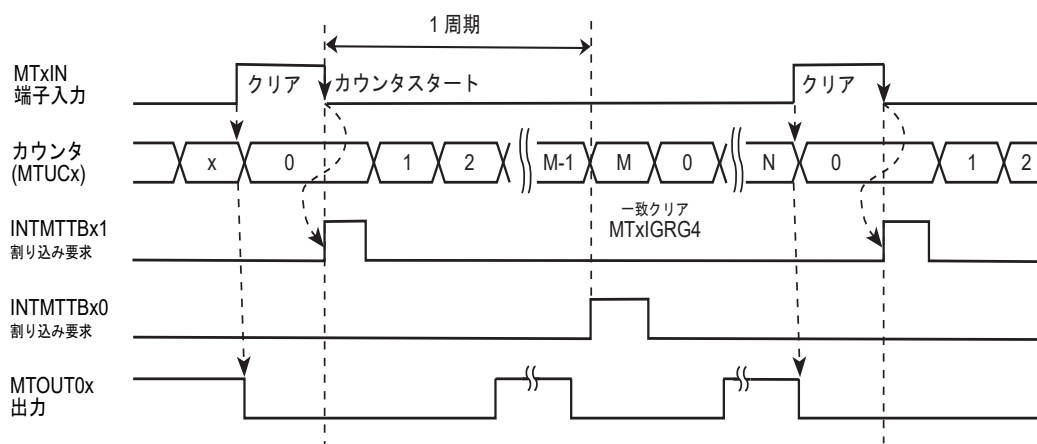 1 周期
MTxIN
端子入力
クリア
カウンタスタート
クリア
カウンタ
(MTUCx)
x
0
1
2
M-1
M
0
N
0
1
2
一致クリア
MTxIGRG4
INTMTTBx1
割り込み要求
INTMTTBx0
割り込み要求
MTOUT0x
出力